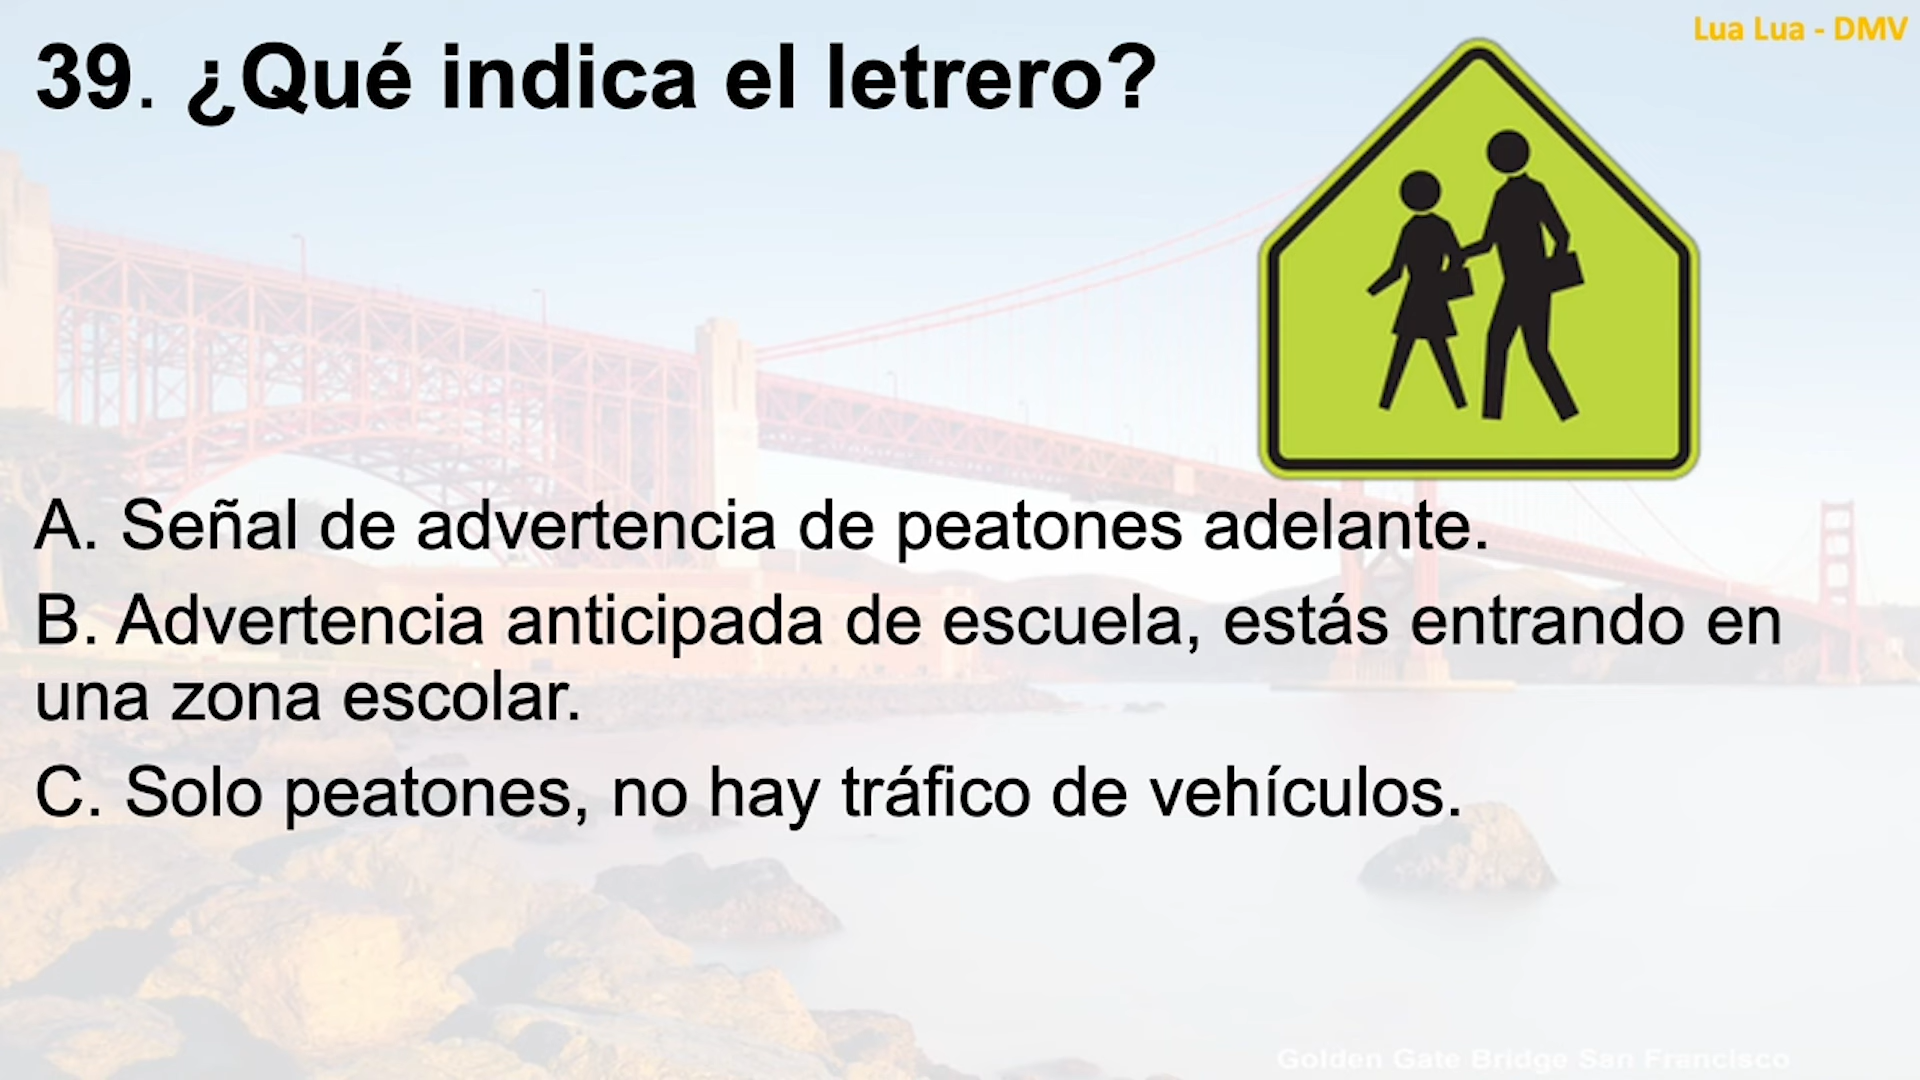 Lua Lua - DMV
39. ¿Qué indica el letrero?
A. Señal de advertencia de peatones adelante.
B. Advertencia anticipada de escuela, estás entrando en
una zona escolar.
C. Solo peatones, no hay tráfico de vehículos.
Golden Gate Bridge San Francisco